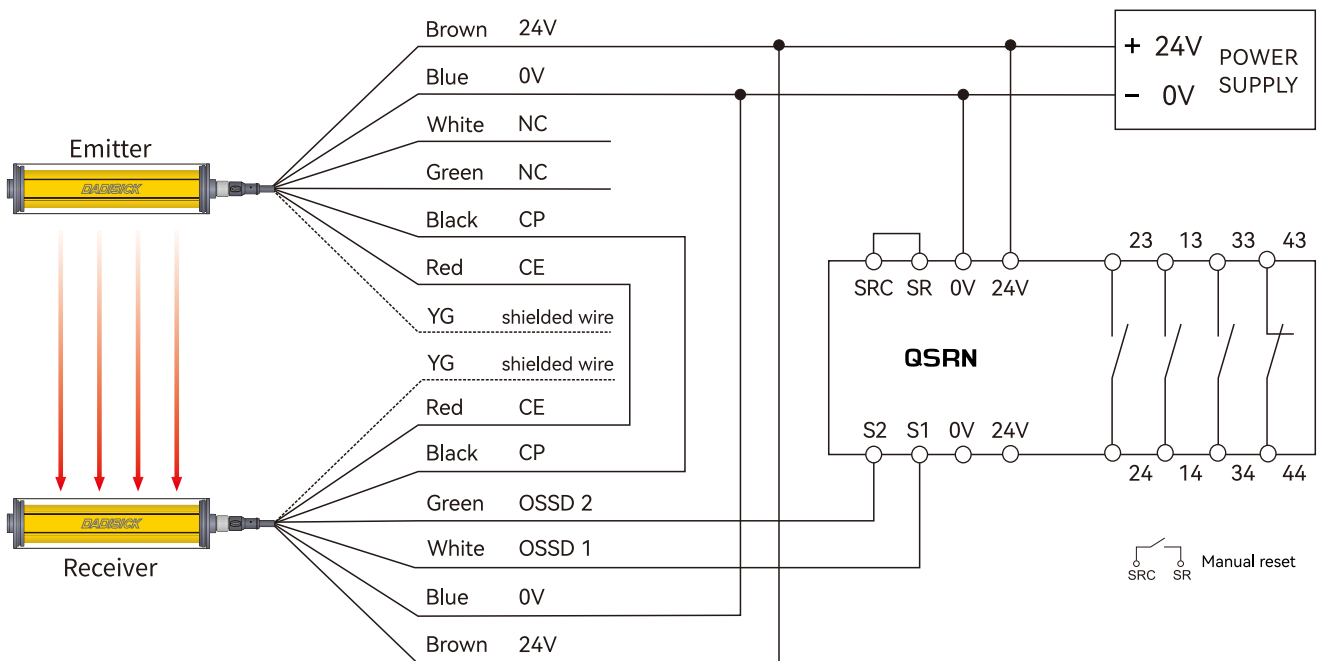 Brown 24V
Blue 0V
White NC
Green NC
Black CP
Red CE
YG shielded wire
YG shielded wire
Red CE
Black CP
Green OSSD 2
White OSSD 1
Blue 0V
Brown 24V
Emitter
DADISICK
DADISICK
Receiver
+ 24V
- 0V
POWER
SUPPLY
23 13 33 43
SRC SR 0V 24V
QSRN
S2 S1 0V 24V
24 14 34 44
SRC SR Manual reset